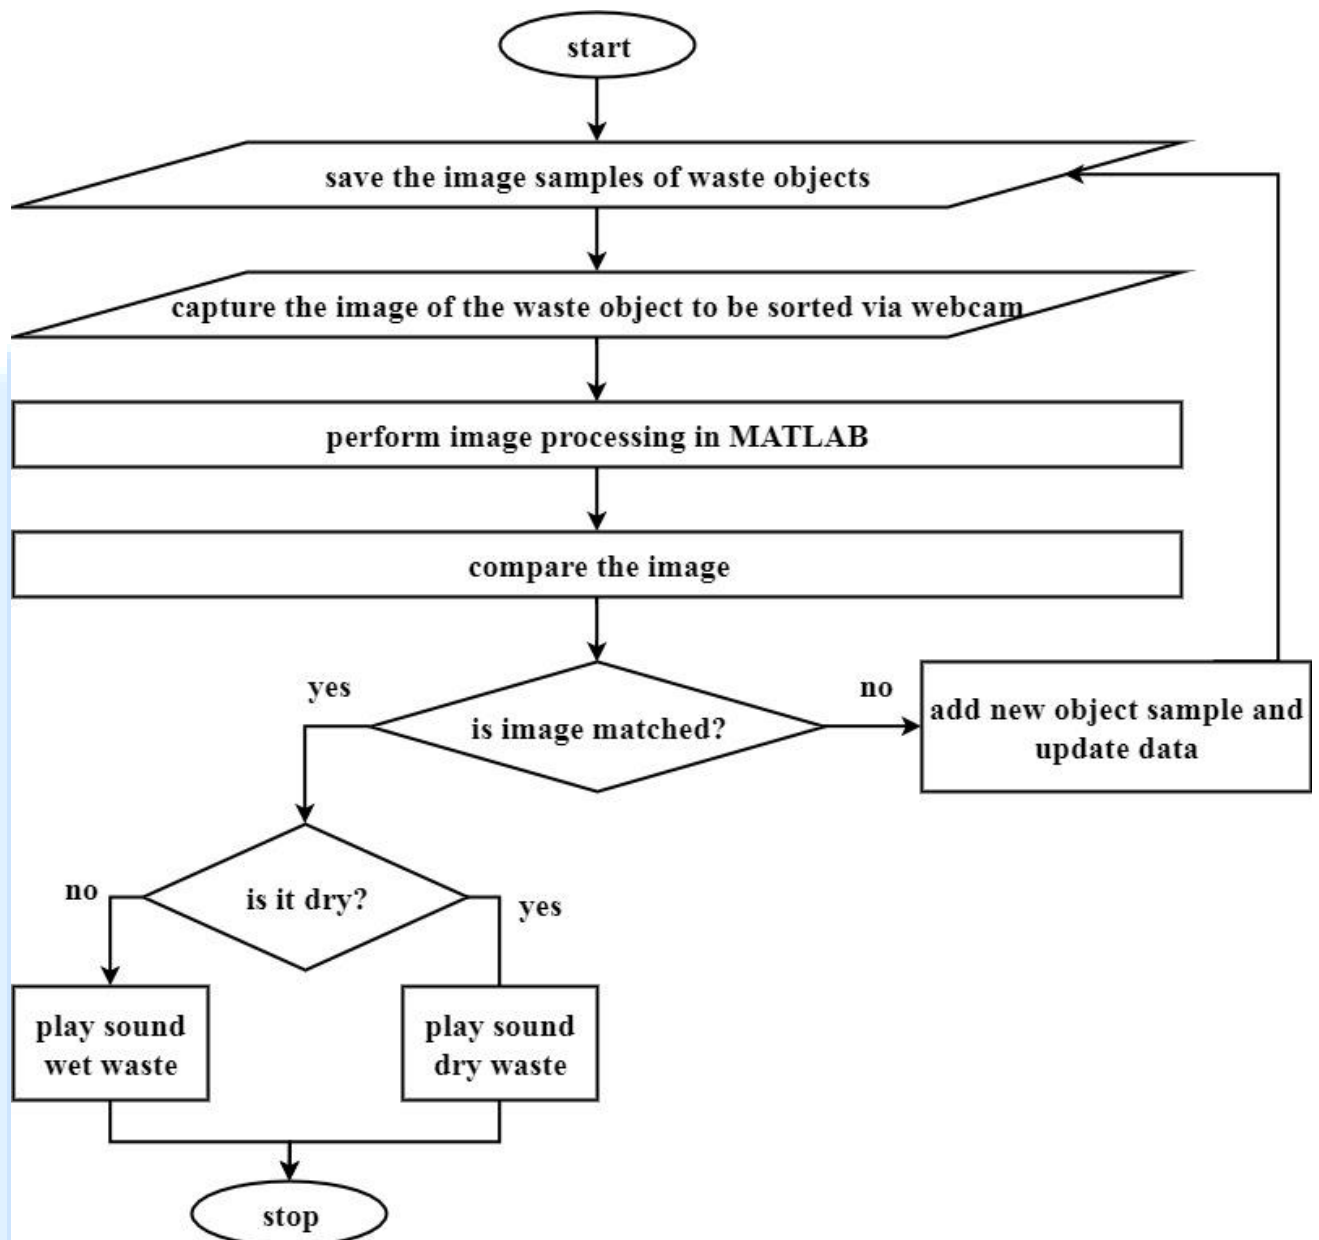 start
save the image samples of waste objects
capture the image of the waste object to be sorted via webcam
perform image processing in MATLAB
compare the image
yes
is image matched?
no
add new object sample and
update data
no
is it dry?
yes
play sound
wet waste
play sound
dry waste
stop